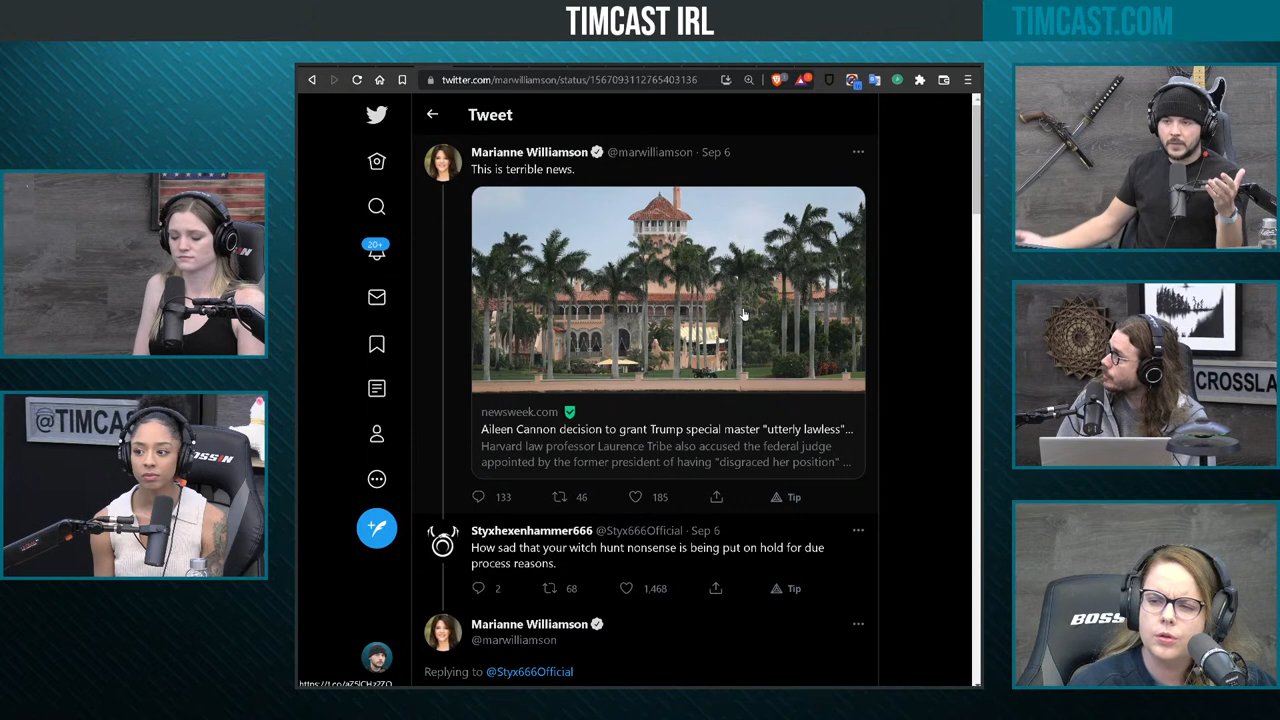 TIMCAST IRL
TIMCAST.COM
twitter.com/marwilliamson/status/1567093112765403136
Tweet
Marianne Williamson @marwilliamson · Sep 6
This is terrible news.
20+
newsweek.com
Aileen Cannon decision to grant Trump special master "utterly lawless"...
Harvard law professor Laurence Tribe also accused the federal judge
appointed by the former president of having "disgraced her position" ...
133 46 185 Tip
Styxhexenhammer666 @Styx666Official · Sep 6
How sad that your witch hunt nonsense is being put on hold for due
process reasons.
2 68 1,468 Tip
Marianne Williamson
@marwilliamson
Replying to @Styx666Official
@TIMCA
BOSSIN
CROSSLA
BOSS